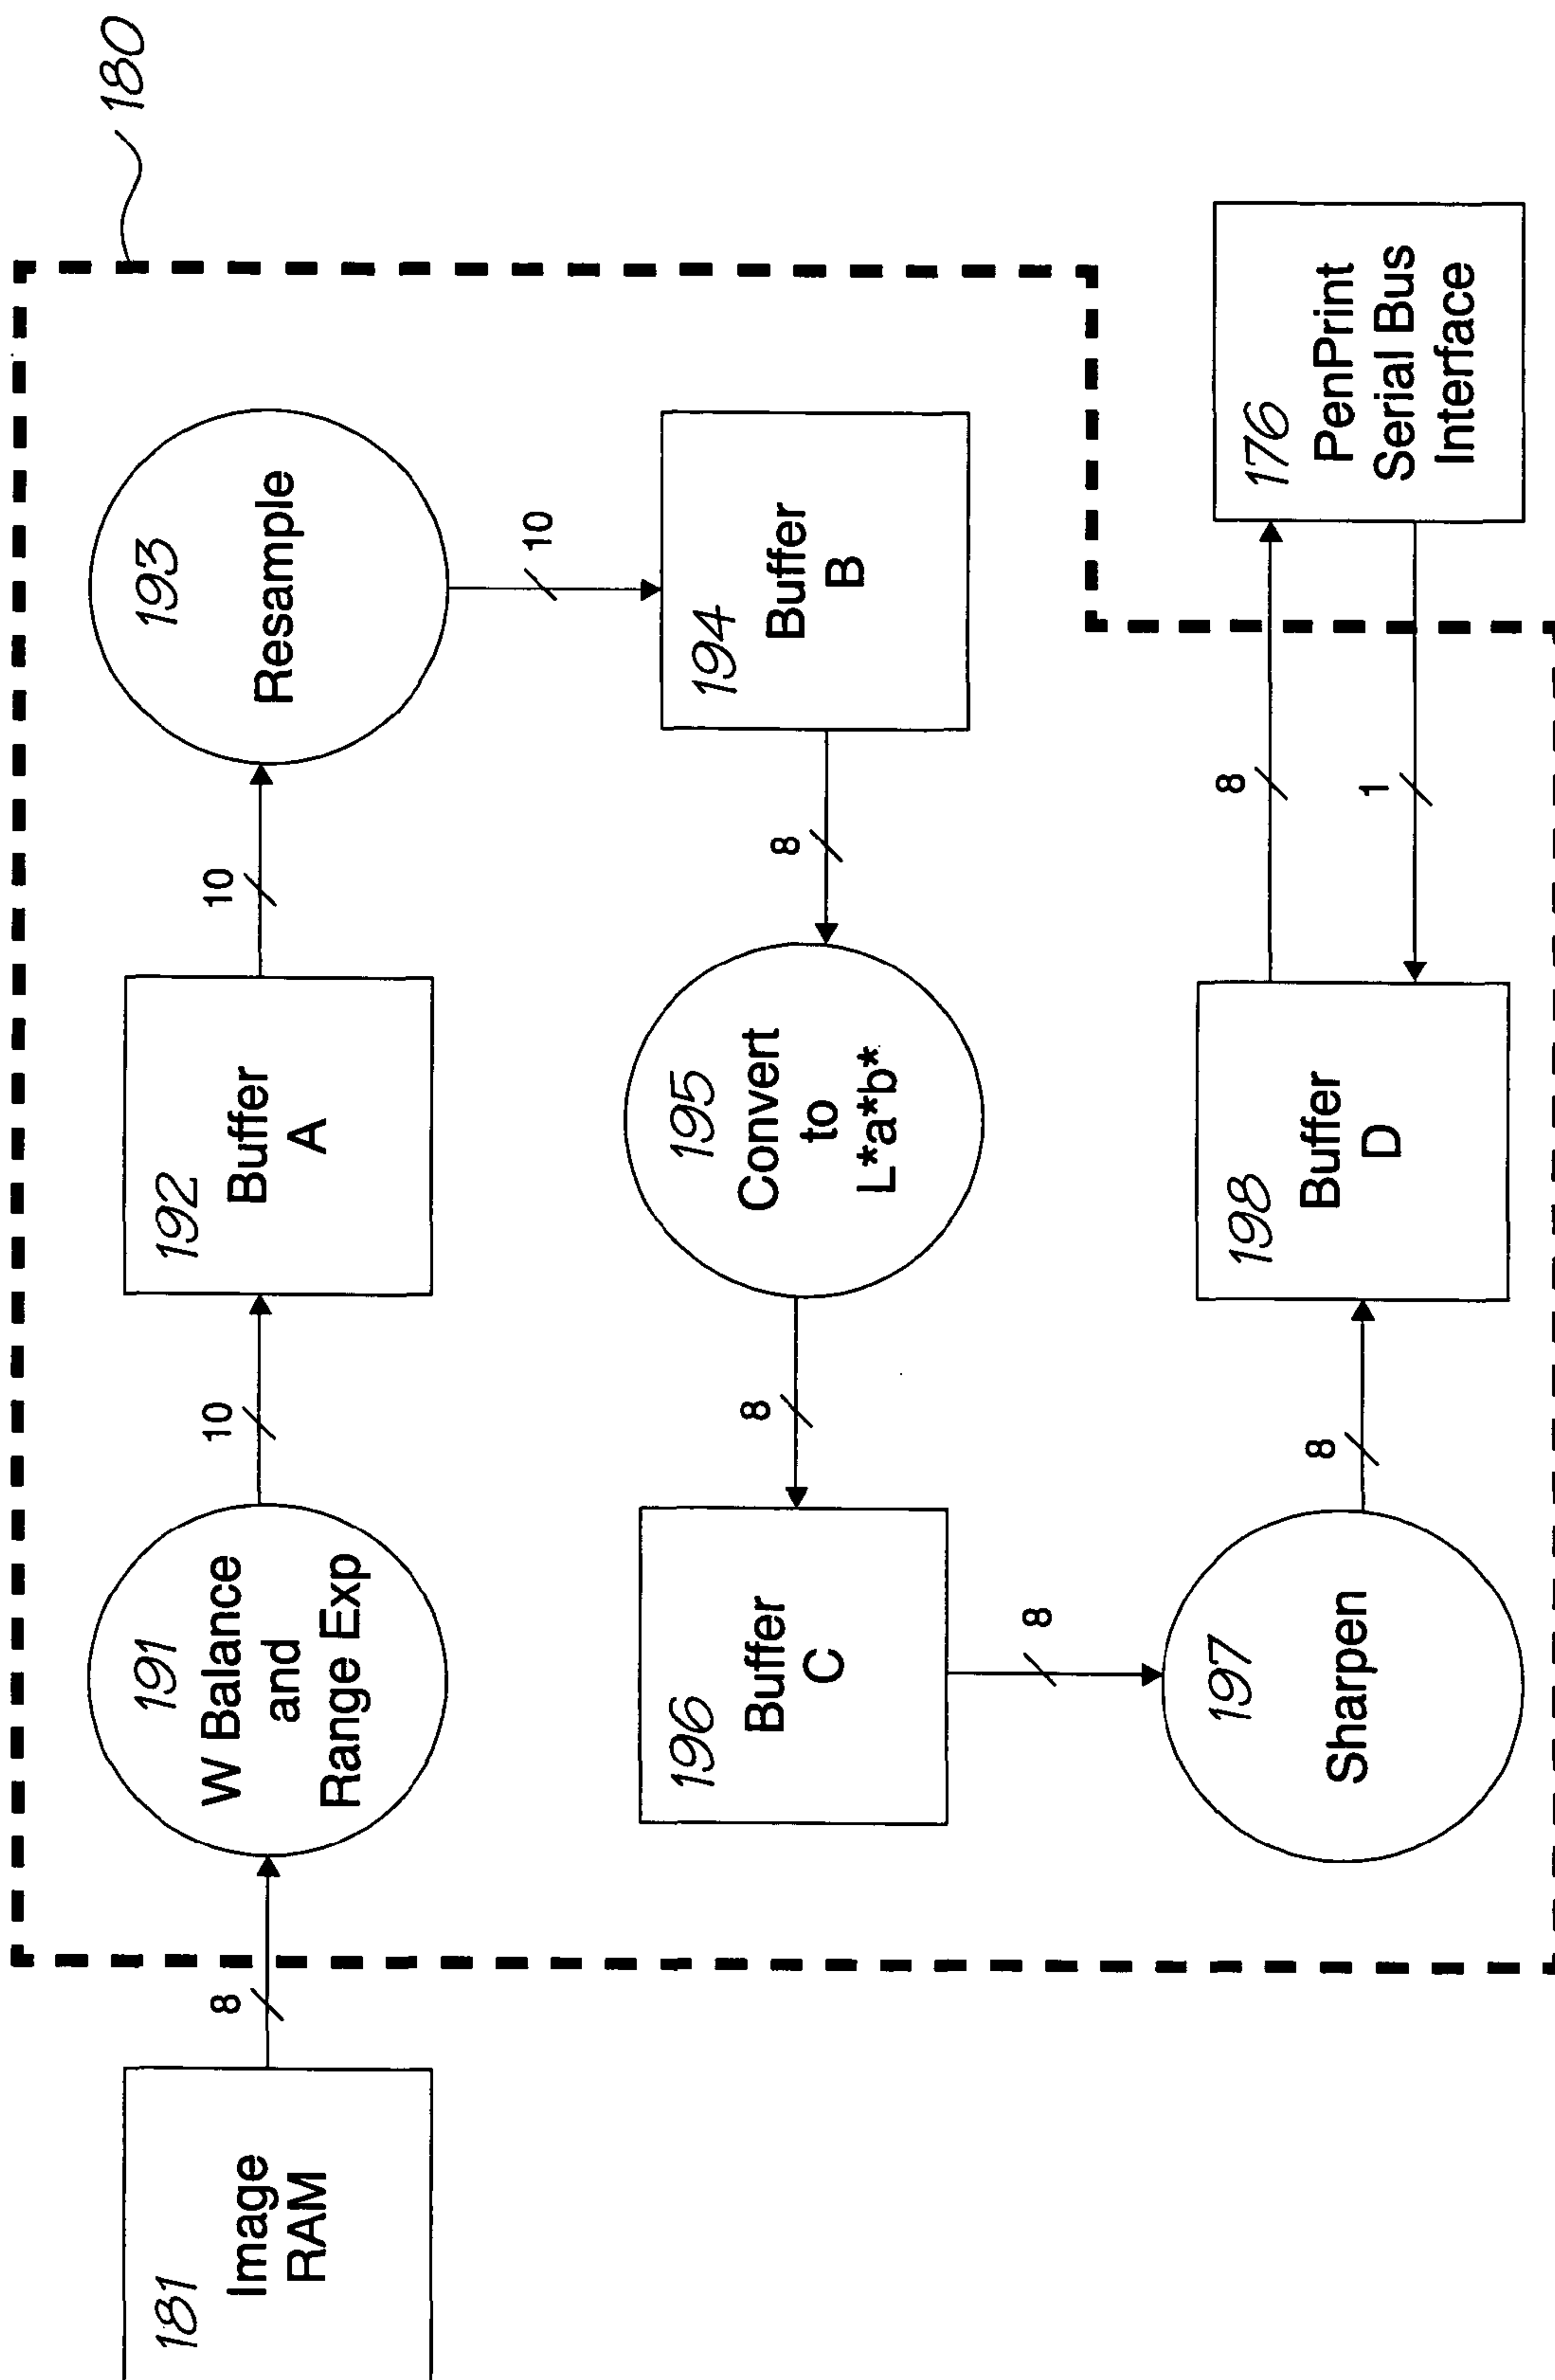 180
181
Image
RAM
8
191
W Balance
and
Range Exp
10
192
Buffer
A
10
193
Resample
10
194
Buffer
B
8
195
Convert
to
L*a*b*
8
196
Buffer
C
8
197
Sharpen
8
198
Buffer
D
8
1
176
PenPrint
Serial Bus
Interface